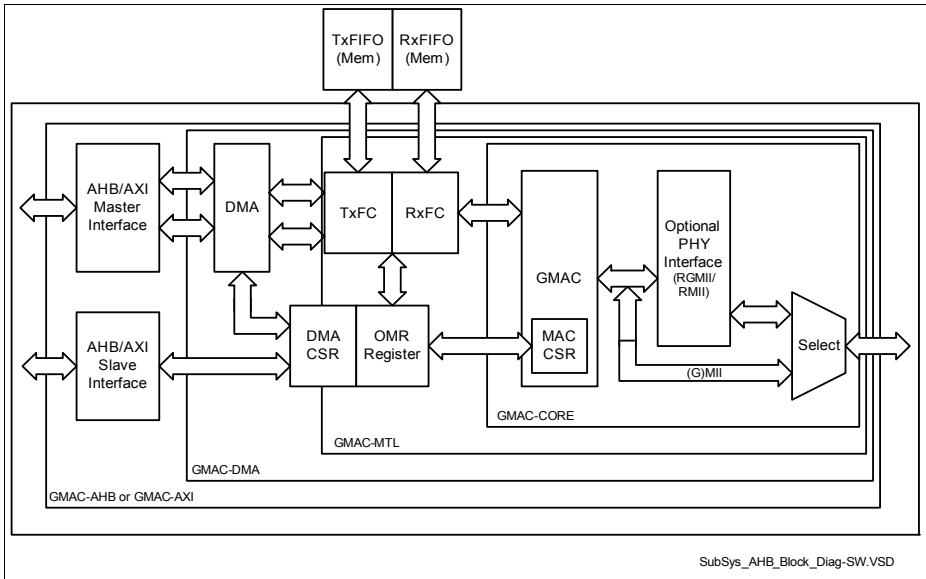 TxFIFO
(Mem)
RxFIFO
(Mem)
AHB/AXI
Master
Interface
DMA
TxFC
RxFC
GMAC
Optional
PHY
Interface
(RGMII/
RMII)
AHB/AXI
Slave
Interface
DMA
CSR
OMR
Register
MAC
CSR
Select
(G)MII
GMAC-CORE
GMAC-MTL
GMAC-DMA
GMAC-AHB or GMAC-AXI
SubSys_AHB_Block_Diag-SW.VSD